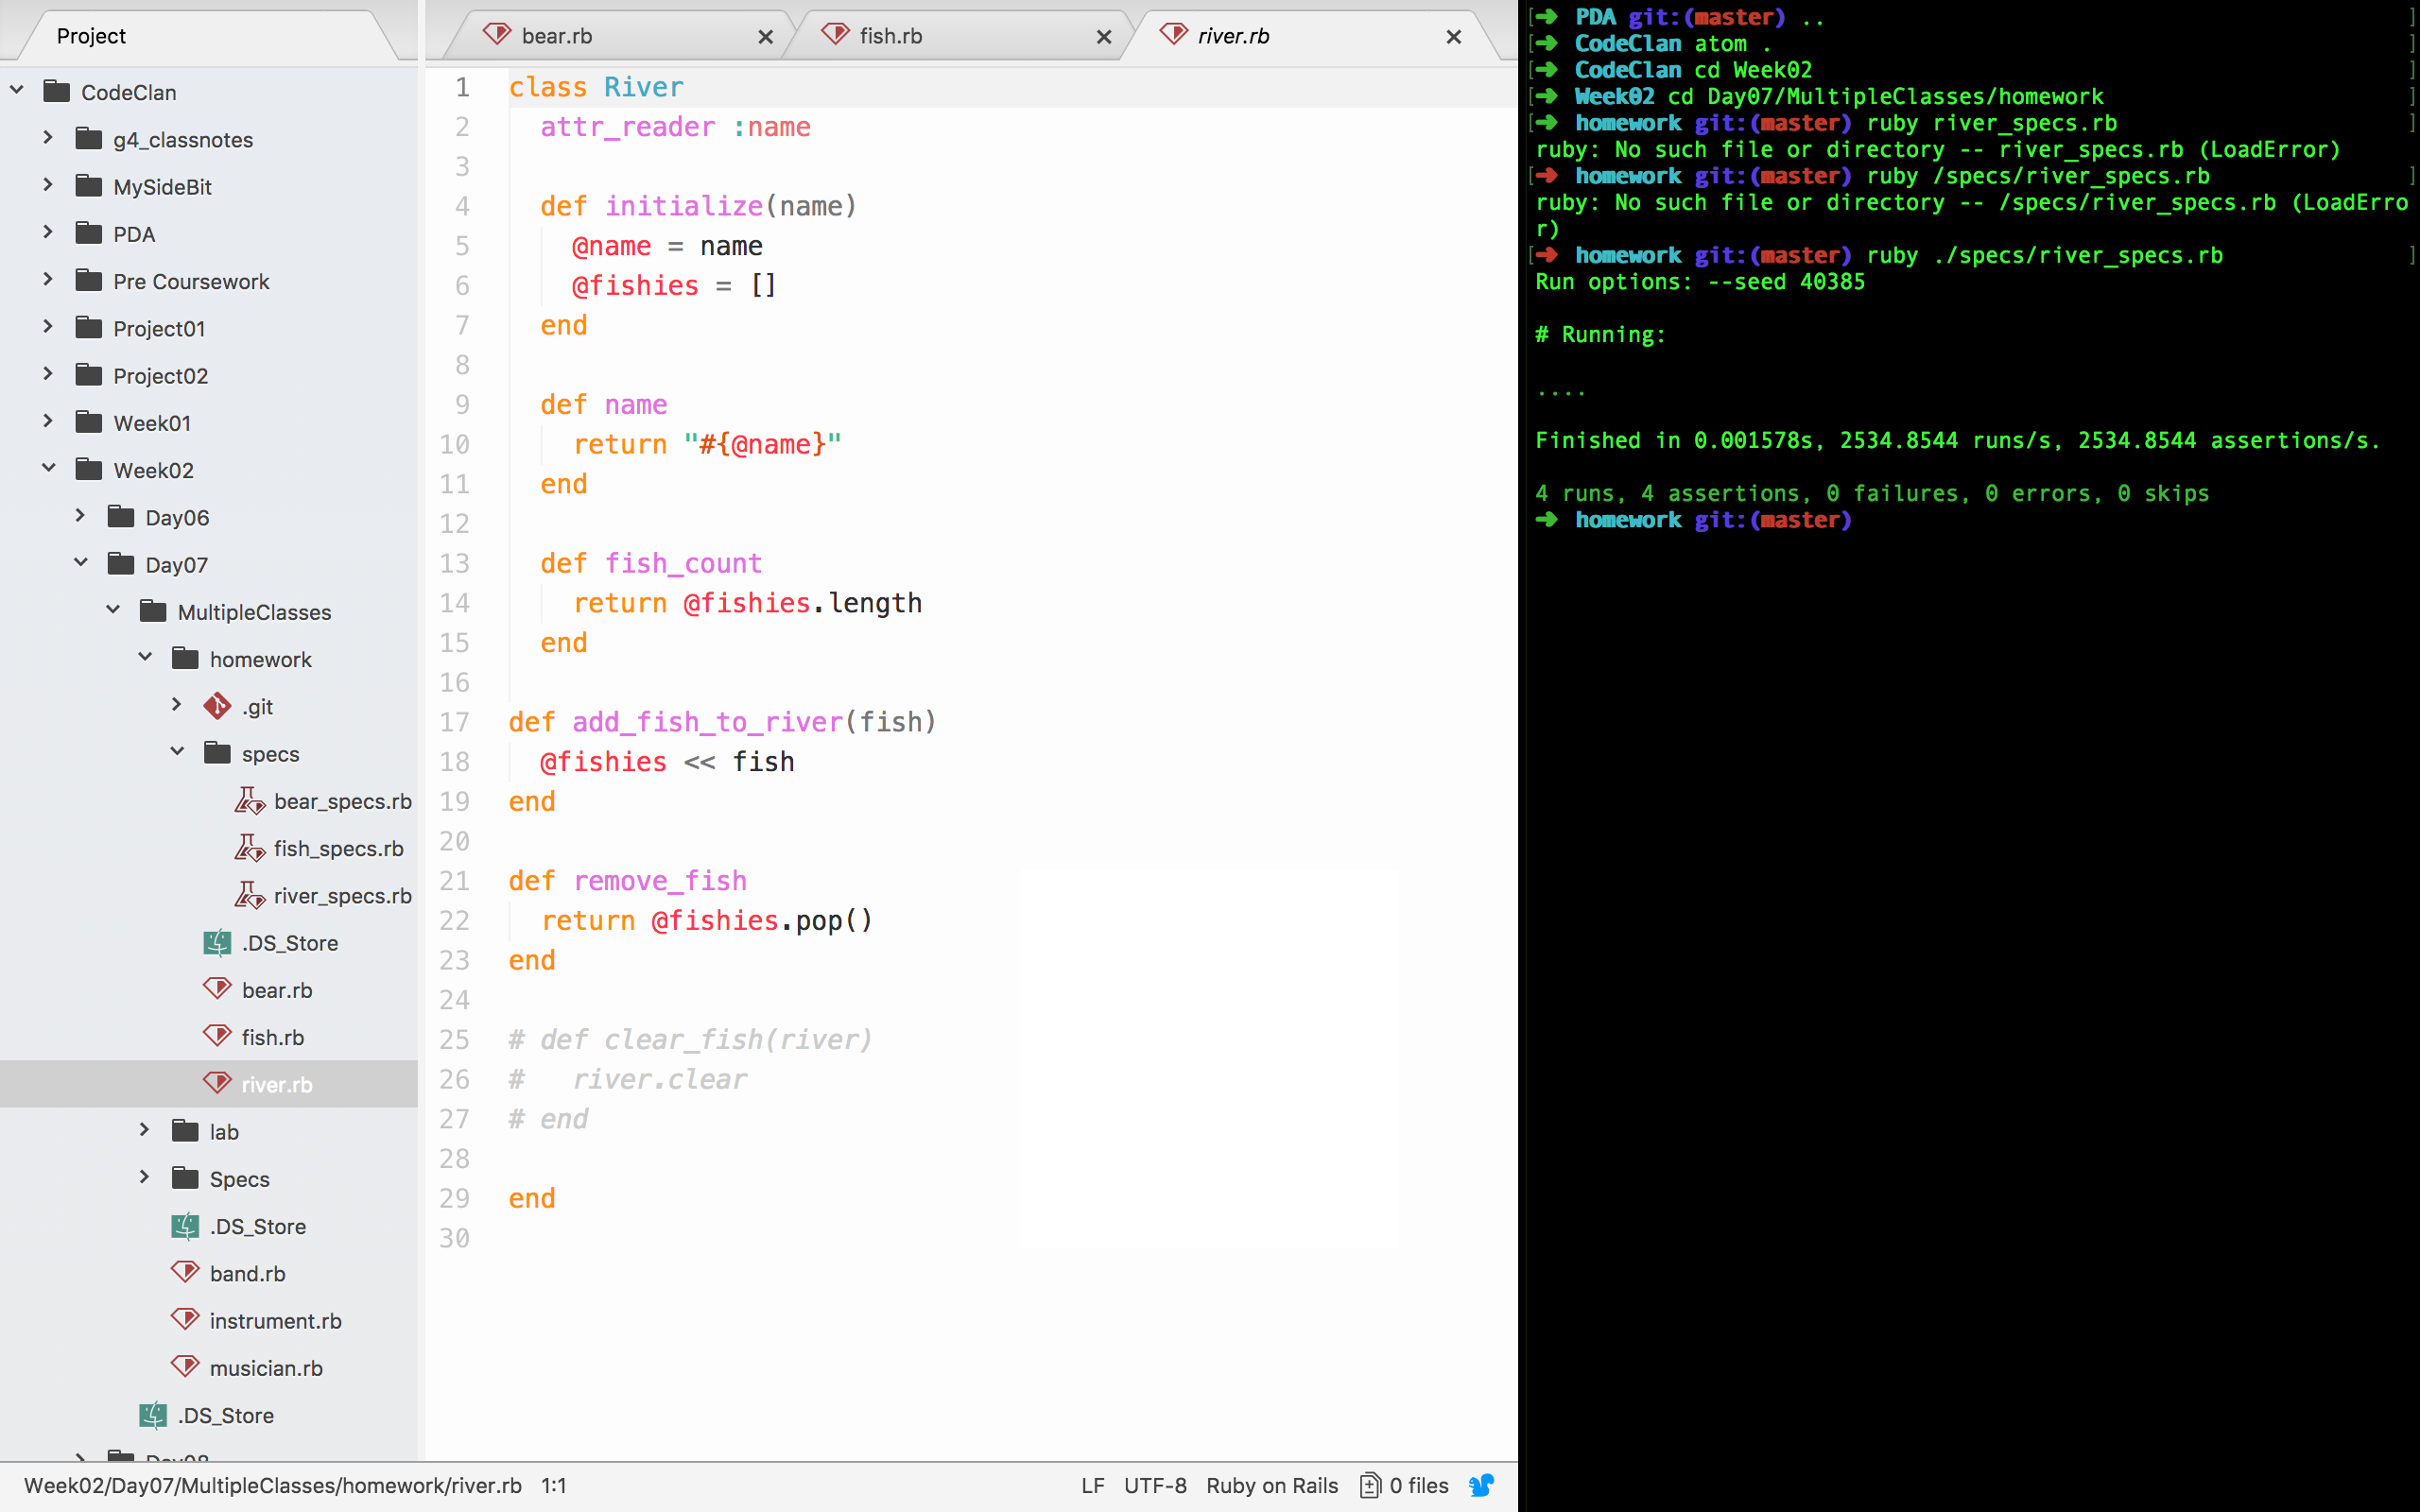 Project
CodeClan
g4_classnotes
MySideBit
PDA
Pre Coursework
Project01
Project02
Week01
Week02
Day06
Day07
MultipleClasses
homework
.git
specs
bear_specs.rb
fish_specs.rb
river_specs.rb
.DS_Store
bear.rb
fish.rb
river.rb
lab
Specs
.DS_Store
band.rb
instrument.rb
musician.rb
.DS_Store
Day08
bear.rb fish.rb river.rb
1 class River
2 attr_reader :name
3
4 def initialize(name)
5 @name = name
6 @fishies = []
7 end
8
9 def name
10 return "#{@name}"
11 end
12
13 def fish_count
14 return @fishies.length
15 end
16
17 def add_fish_to_river(fish)
18 @fishies << fish
19 end
20
21 def remove_fish
22 return @fishies.pop()
23 end
24
25 # def clear_fish(river)
26 #   river.clear
27 # end
28
29 end
30
Week02/Day07/MultipleClasses/homework/river.rb 1:1 LF UTF-8 Ruby on Rails 0 files
[➜ PDA git:(master) .. ]
[➜ CodeClan atom . ]
[➜ CodeClan cd Week02 ]
[➜ Week02 cd Day07/MultipleClasses/homework ]
[➜ homework git:(master) ruby river_specs.rb ]
ruby: No such file or directory -- river_specs.rb (LoadError)
[➜ homework git:(master) ruby /specs/river_specs.rb ]
ruby: No such file or directory -- /specs/river_specs.rb (LoadErro
r)
[➜ homework git:(master) ruby ./specs/river_specs.rb ]
Run options: --seed 40385
# Running:
....
Finished in 0.001578s, 2534.8544 runs/s, 2534.8544 assertions/s.
4 runs, 4 assertions, 0 failures, 0 errors, 0 skips
➜ homework git:(master)